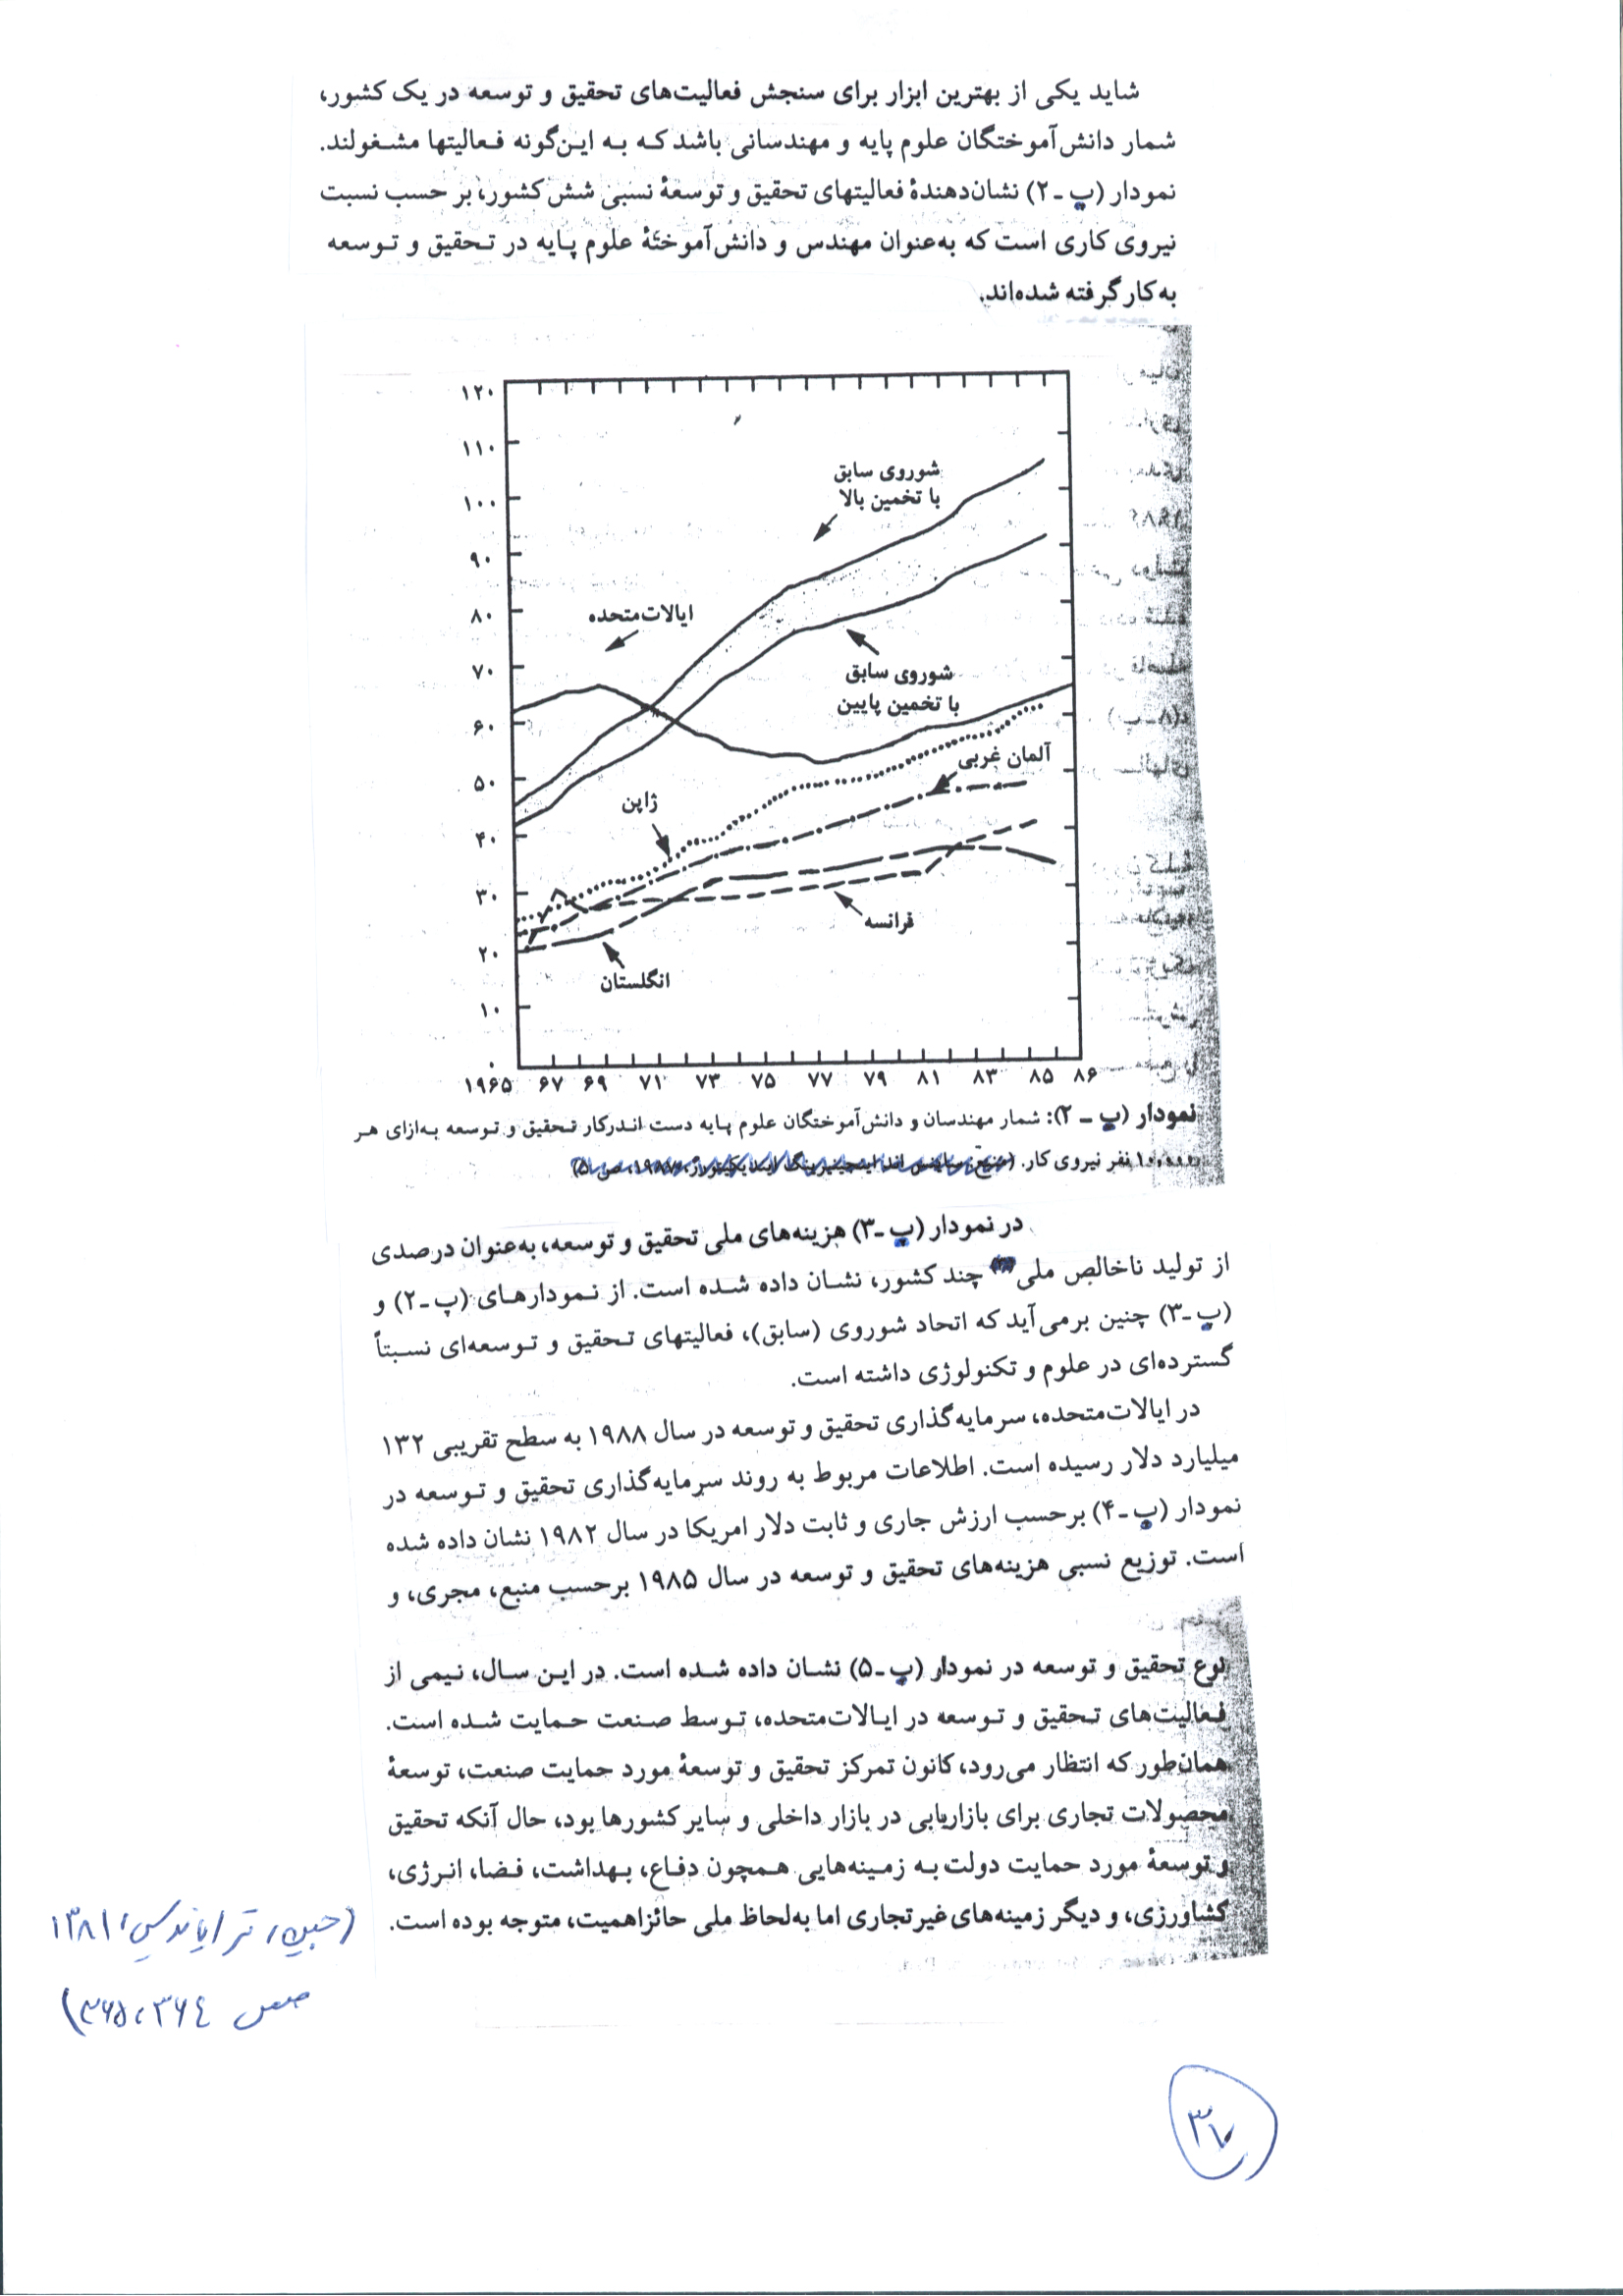 شاید یکی از بهترین ابزار برای سنجش فعالیت‌های تحقیق و توسعه در یک کشور،
شمار دانش‌آموختگان علوم پایه و مهندسانی باشد که به این‌گونه فعالیتها مشغولند.
نمودار (پ ـ ۲) نشان‌دهندهٔ فعالیتهای تحقیق و توسعهٔ نسبی شش کشور، بر حسب نسبت
نیروی کاری است که به‌عنوان مهندس و دانش‌آموختهٔ علوم پایه در تحقیق و توسعه
به‌کار گرفته شده‌اند.
۱۲۰
۱۱۰
۱۰۰
۹۰
۸۰
۷۰
۶۰
۵۰
۴۰
۳۰
۲۰
۱۰
۰
شوروی سابق
با تخمین بالا
ایالات‌متحده
شوروی سابق
با تخمین پایین
آلمان غربی
ژاپن
فرانسه
انگلستان
۱۹۶۵ ۶۷ ۶۹ ۷۱ ۷۳ ۷۵ ۷۷ ۷۹ ۸۱ ۸۳ ۸۵ ۸۶
نمودار (پ ـ ۲): شمار مهندسان و دانش‌آموختگان علوم پایه دست اندرکار تحقیق و توسعه به‌ازای هر
۱۰,۰۰۰ نفر نیروی کار. (منبع: ساینس اند اینجینیرینگ ایندیکیتورز، ۱۹۸۷، ص ۵)
در نمودار (پ ـ۳) هزینه‌های ملی تحقیق و توسعه، به‌عنوان درصدی
از تولید ناخالص ملی چند کشور، نشان داده شده است. از نمودارهای (پ ـ۲) و
(پ ـ۳) چنین برمی‌آید که اتحاد شوروی (سابق)، فعالیتهای تحقیق و توسعه‌ای نسبتاً
گسترده‌ای در علوم و تکنولوژی داشته است.
در ایالات‌متحده، سرمایه‌گذاری تحقیق و توسعه در سال ۱۹۸۸ به سطح تقریبی ۱۳۲
میلیارد دلار رسیده است. اطلاعات مربوط به روند سرمایه‌گذاری تحقیق و توسعه در
نمودار (پ ـ۴) برحسب ارزش جاری و ثابت دلار امریکا در سال ۱۹۸۲ نشان داده شده
است. توزیع نسبی هزینه‌های تحقیق و توسعه در سال ۱۹۸۵ برحسب منبع، مجری، و
نوع تحقیق و توسعه در نمودار (پ ـ۵) نشان داده شده است. در این سال، نیمی از
فعالیت‌های تحقیق و توسعه در ایالات‌متحده، توسط صنعت حمایت شده است.
همان‌طور که انتظار می‌رود، کانون تمرکز تحقیق و توسعهٔ مورد حمایت صنعت، توسعهٔ
محصولات تجاری برای بازاریابی در بازار داخلی و سایر کشورها بود، حال آنکه تحقیق
و توسعهٔ مورد حمایت دولت به زمینه‌هایی همچون دفاع، بهداشت، فضا، انرژی،
کشاورزی، و دیگر زمینه‌های غیرتجاری اما به‌لحاظ ملی حائزاهمیت، متوجه بوده است.
۱۳۸۱
صص ۳۶۴، ۳۶۵)